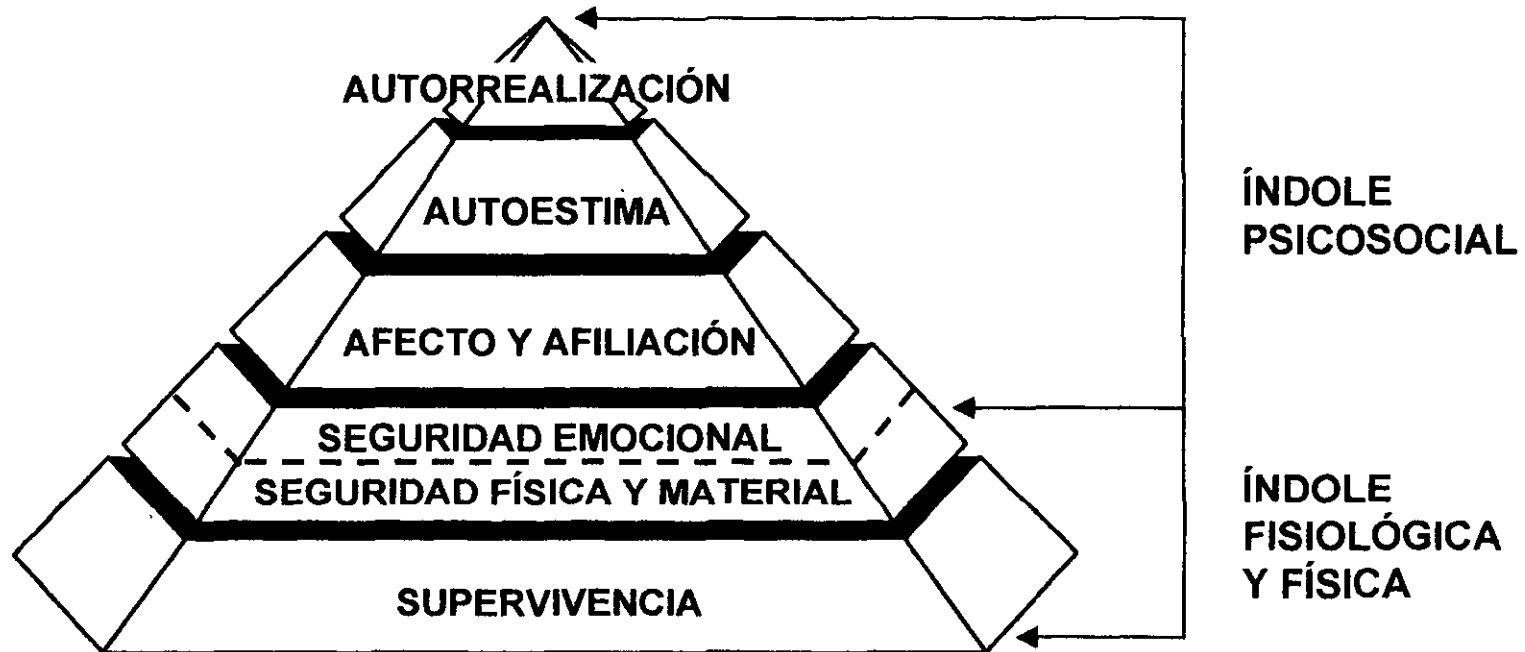 AUTORREALIZACIÓN
AUTOESTIMA
AFECTO Y AFILIACIÓN
SEGURIDAD EMOCIONAL
SEGURIDAD FÍSICA Y MATERIAL
SUPERVIVENCIA
ÍNDOLE
PSICOSOCIAL
ÍNDOLE
FISIOLÓGICA
Y FÍSICA